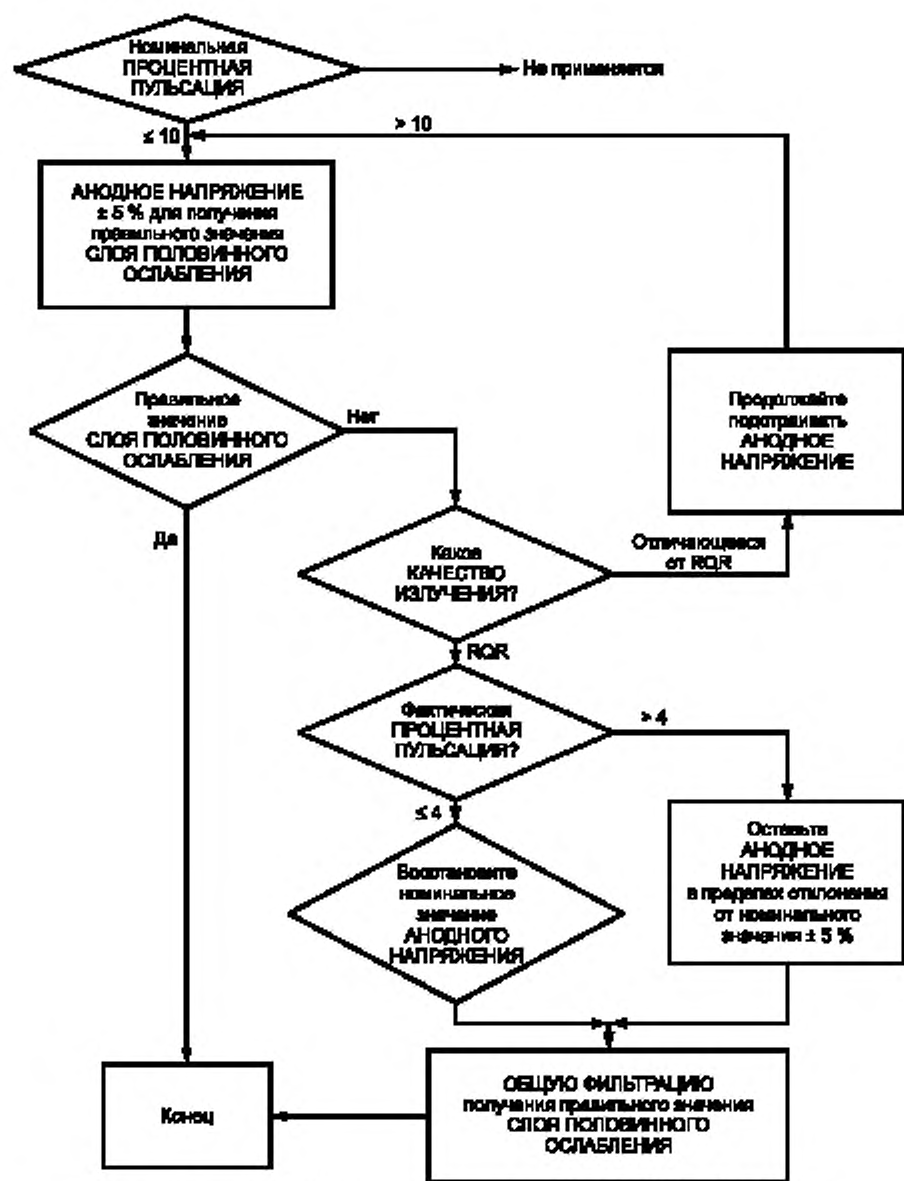 Номинальная
ПРОЦЕНТНАЯ
ПУЛЬСАЦИЯ
Не применяется
≤ 10
> 10
АНОДНОЕ НАПРЯЖЕНИЕ
± 5 % для получения
правильного значения
СЛОЯ ПОЛОВИННОГО
ОСЛАБЛЕНИЯ
Правильное
значение
СЛОЯ ПОЛОВИННОГО
ОСЛАБЛЕНИЯ
Нет
Продолжайте
подстраивать
АНОДНОЕ
НАПРЯЖЕНИЕ
Да
Какое
КАЧЕСТВО
ИЗЛУЧЕНИЯ?
Отличающееся
от RQR
RQR
Фактическая
ПРОЦЕНТНАЯ
ПУЛЬСАЦИЯ?
> 4
≤ 4
Восстановите
номинальное
значение
АНОДНОГО
НАПРЯЖЕНИЯ
Оставьте
АНОДНОЕ
НАПРЯЖЕНИЕ
в пределах отклонения
от номинального
значения ± 5 %
ОБЩУЮ ФИЛЬТРАЦИЮ
получения правильного значения
СЛОЯ ПОЛОВИННОГО
ОСЛАБЛЕНИЯ
Конец